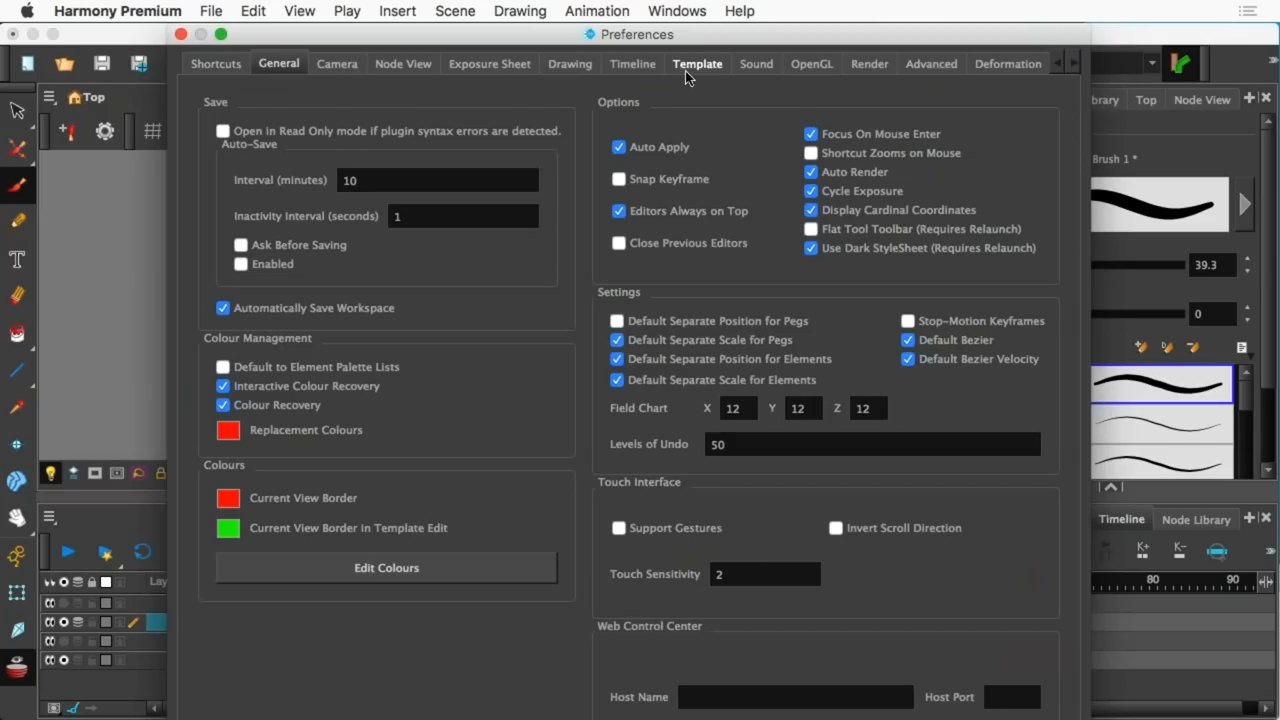 Harmony Premium File Edit View Play Insert Scene Drawing Animation Windows Help
Preferences
Shortcuts General Camera Node View Exposure Sheet Drawing Timeline Template Sound OpenGL Render Advanced Deformation
Top
Save
Open in Read Only mode if plugin syntax errors are detected.
Auto-Save
Interval (minutes) 10
Inactivity Interval (seconds) 1
Ask Before Saving
Enabled
Automatically Save Workspace
Colour Management
Default to Element Palette Lists
Interactive Colour Recovery
Colour Recovery
Replacement Colours
Colours
Current View Border
Current View Border in Template Edit
Edit Colours
Options
Auto Apply
Snap Keyframe
Editors Always on Top
Close Previous Editors
Focus On Mouse Enter
Shortcut Zooms on Mouse
Auto Render
Cycle Exposure
Display Cardinal Coordinates
Flat Tool Toolbar (Requires Relaunch)
Use Dark StyleSheet (Requires Relaunch)
Settings
Default Separate Position for Pegs
Default Separate Scale for Pegs
Default Separate Position for Elements
Default Separate Scale for Elements
Stop-Motion Keyframes
Default Bezier
Default Bezier Velocity
Field Chart X 12 Y 12 Z 12
Levels of Undo 50
Touch Interface
Support Gestures Invert Scroll Direction
Touch Sensitivity 2
Web Control Center
Host Name Host Port
brary Top Node View
Brush 1 *
39.3
0
Timeline Node Library
K+ K-
80 90
Lay